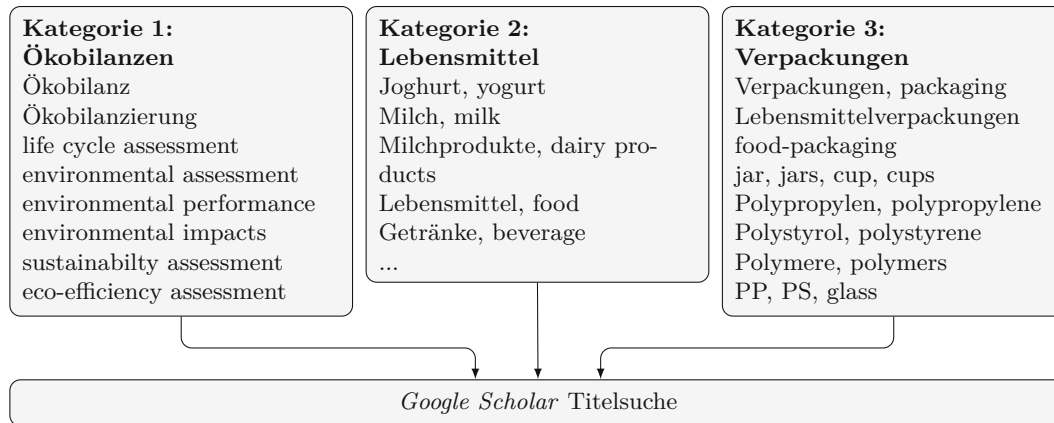 Kategorie 1:
Ökobilanzen
Ökobilanz
Ökobilanzierung
life cycle assessment
environmental assessment
environmental performance
environmental impacts
sustainabilty assessment
eco-efficiency assessment
Kategorie 2:
Lebensmittel
Joghurt, yogurt
Milch, milk
Milchprodukte, dairy pro-
ducts
Lebensmittel, food
Getränke, beverage
...
Kategorie 3:
Verpackungen
Verpackungen, packaging
Lebensmittelverpackungen
food-packaging
jar, jars, cup, cups
Polypropylen, polypropylene
Polystyrol, polystyrene
Polymere, polymers
PP, PS, glass
Google Scholar Titelsuche